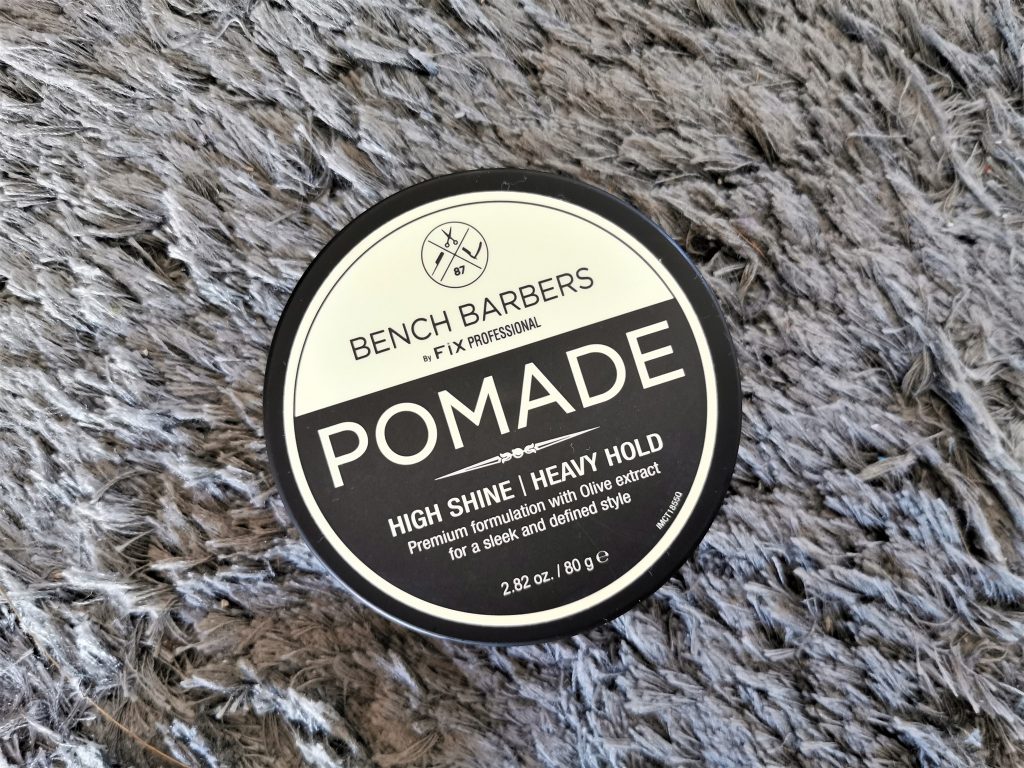 87
BENCH BARBERS
By FiX PROFESSIONAL
POMADE
HIGH SHINE | HEAVY HOLD
Premium formulation with Olive extract
for a sleek and defined style
2.82 oz. / 80 g ℮